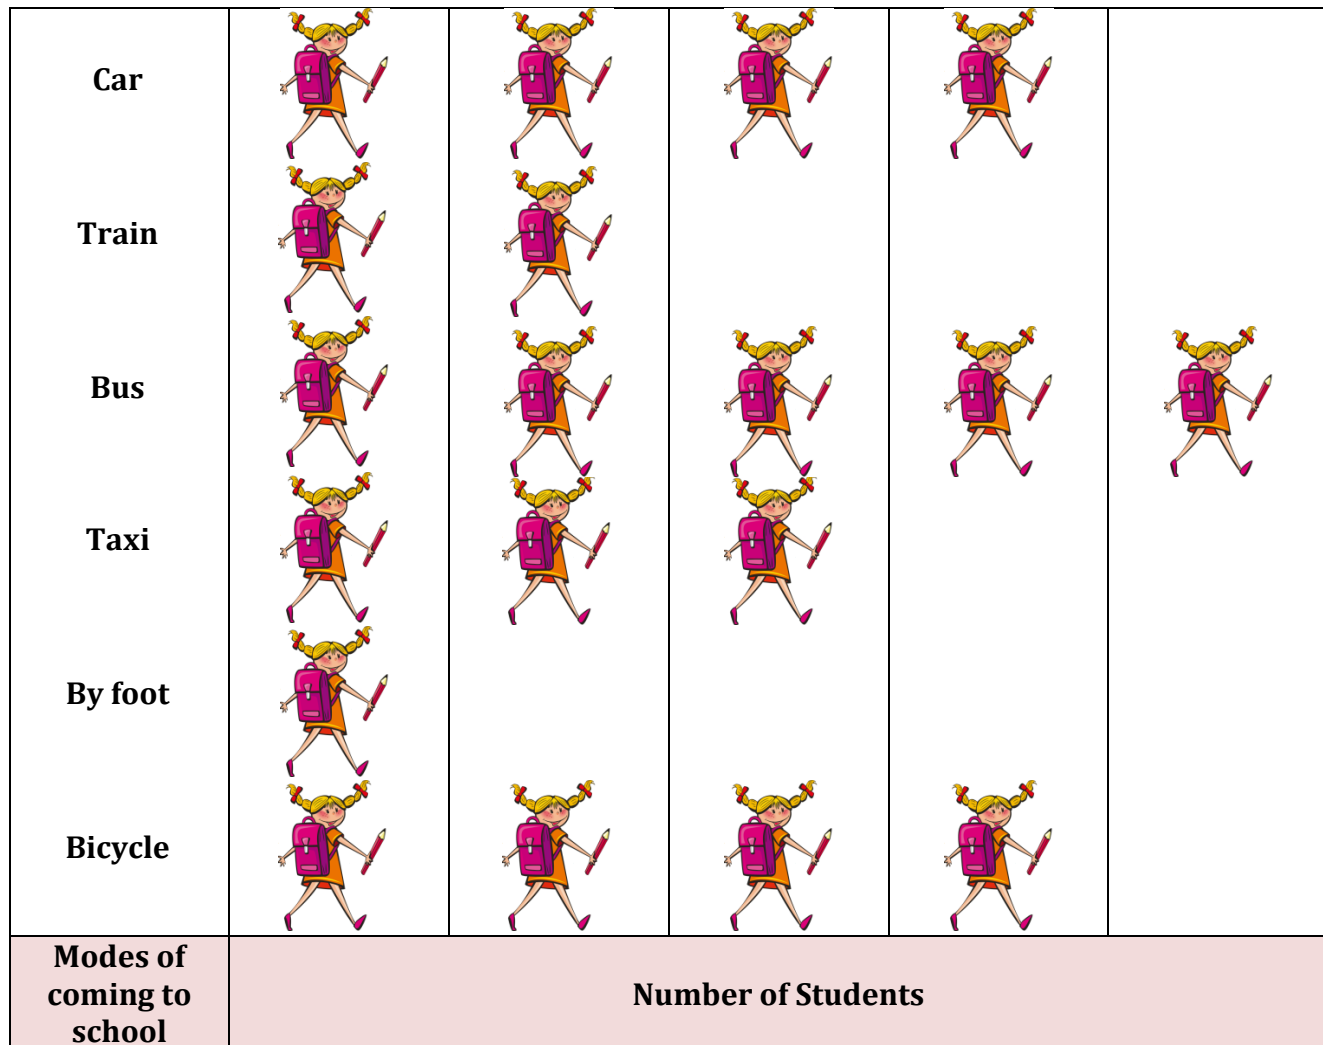 Car
Train
Bus
Taxi
By foot
Bicycle
Modes of
coming to
school
Number of Students